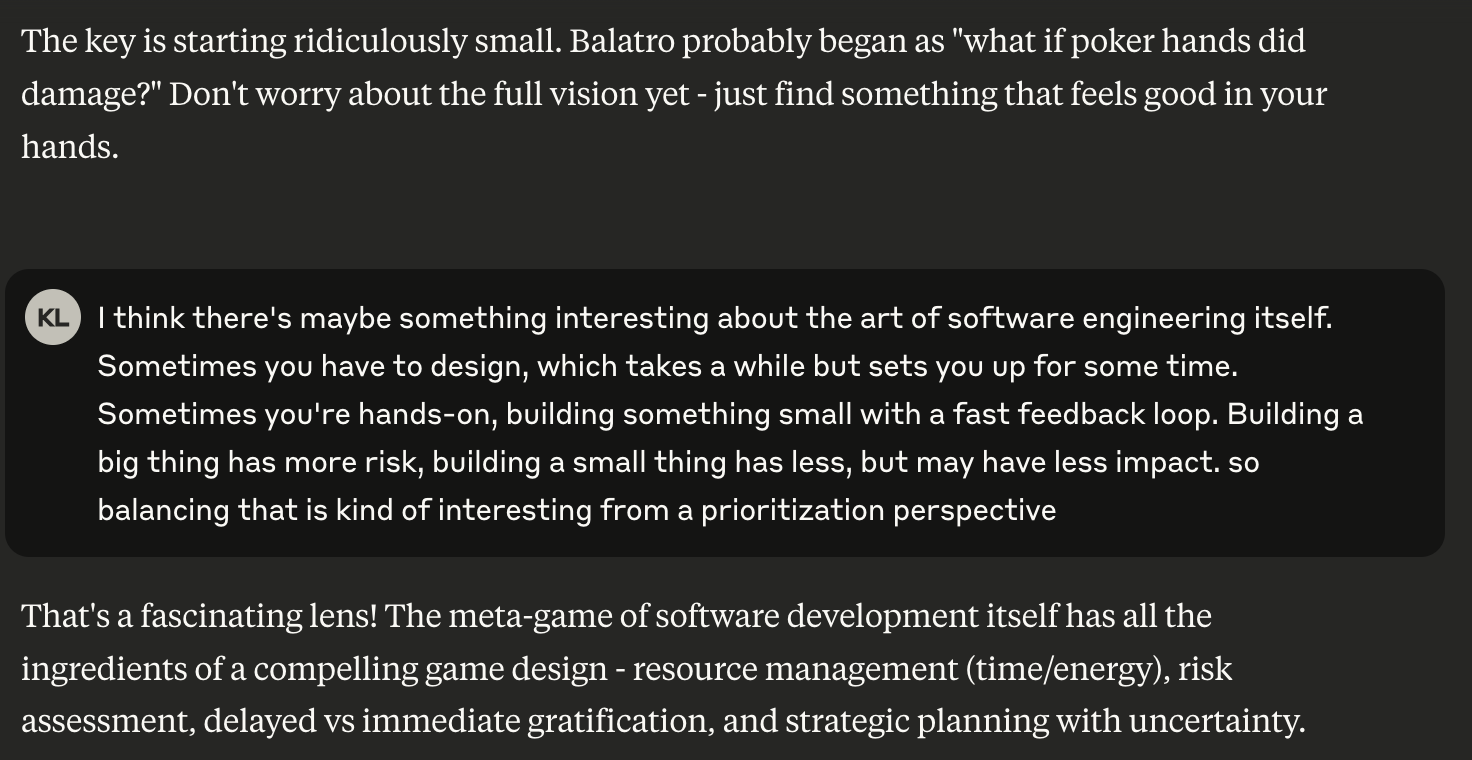 The key is starting ridiculously small. Balatro probably began as "what if poker hands did
damage?" Don't worry about the full vision yet - just find something that feels good in your
hands.
KL
I think there's maybe something interesting about the art of software engineering itself.
Sometimes you have to design, which takes a while but sets you up for some time.
Sometimes you're hands-on, building something small with a fast feedback loop. Building a
big thing has more risk, building a small thing has less, but may have less impact. so
balancing that is kind of interesting from a prioritization perspective
That's a fascinating lens! The meta-game of software development itself has all the
ingredients of a compelling game design - resource management (time/energy), risk
assessment, delayed vs immediate gratification, and strategic planning with uncertainty.